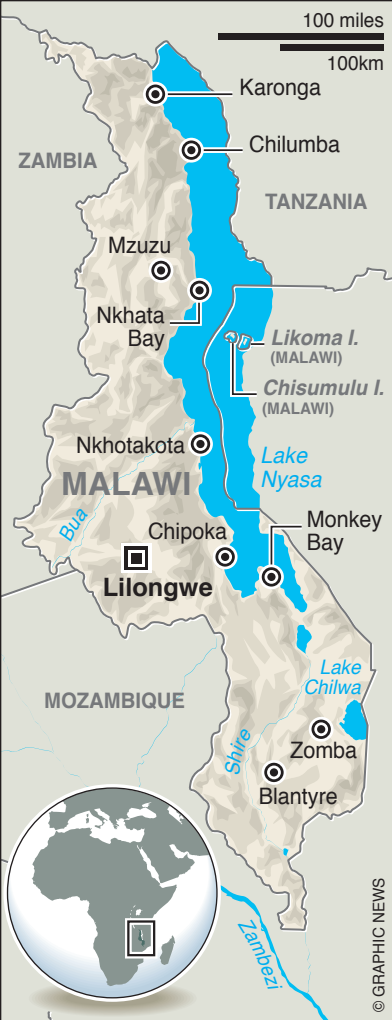 100 miles
100km
Karonga
Chilumba
ZAMBIA
TANZANIA
Mzuzu
Nkhata
Bay
Likoma I.
(MALAWI)
Chisumulu I.
(MALAWI)
Nkhotakota
Lake
Nyasa
MALAWI
Bua
Monkey
Bay
Chipoka
Lilongwe
Lake
Chilwa
MOZAMBIQUE
Shire
Zomba
Blantyre
Zambezi
© GRAPHIC NEWS